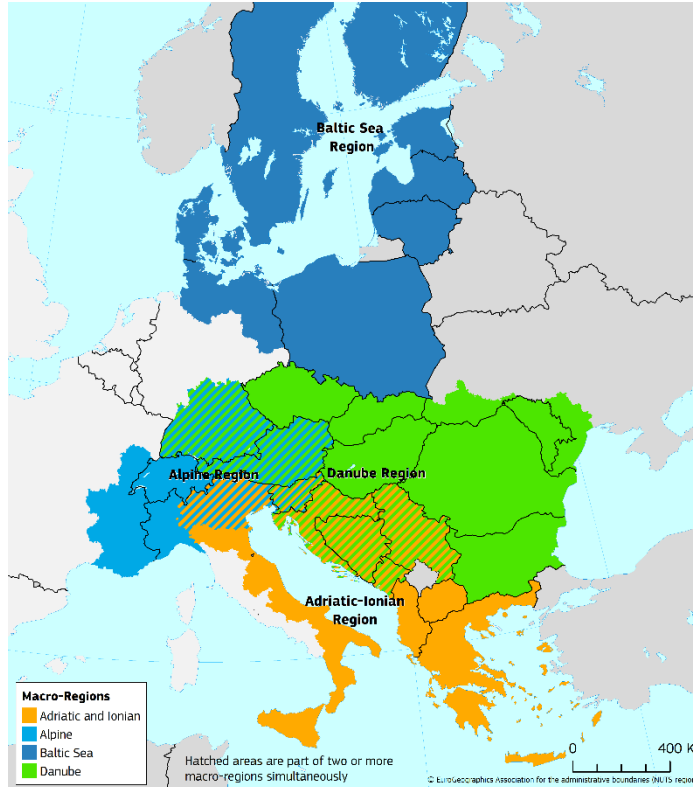 Baltic Sea
Region
Alpine Region
Danube Region
Adriatic-Ionian
Region
Macro-Regions
Adriatic and Ionian
Alpine
Baltic Sea
Danube
Hatched areas are part of two or more
macro-regions simultaneously
0 400 K
© EuroGeographics Association for the administrative boundaries (NUTS region